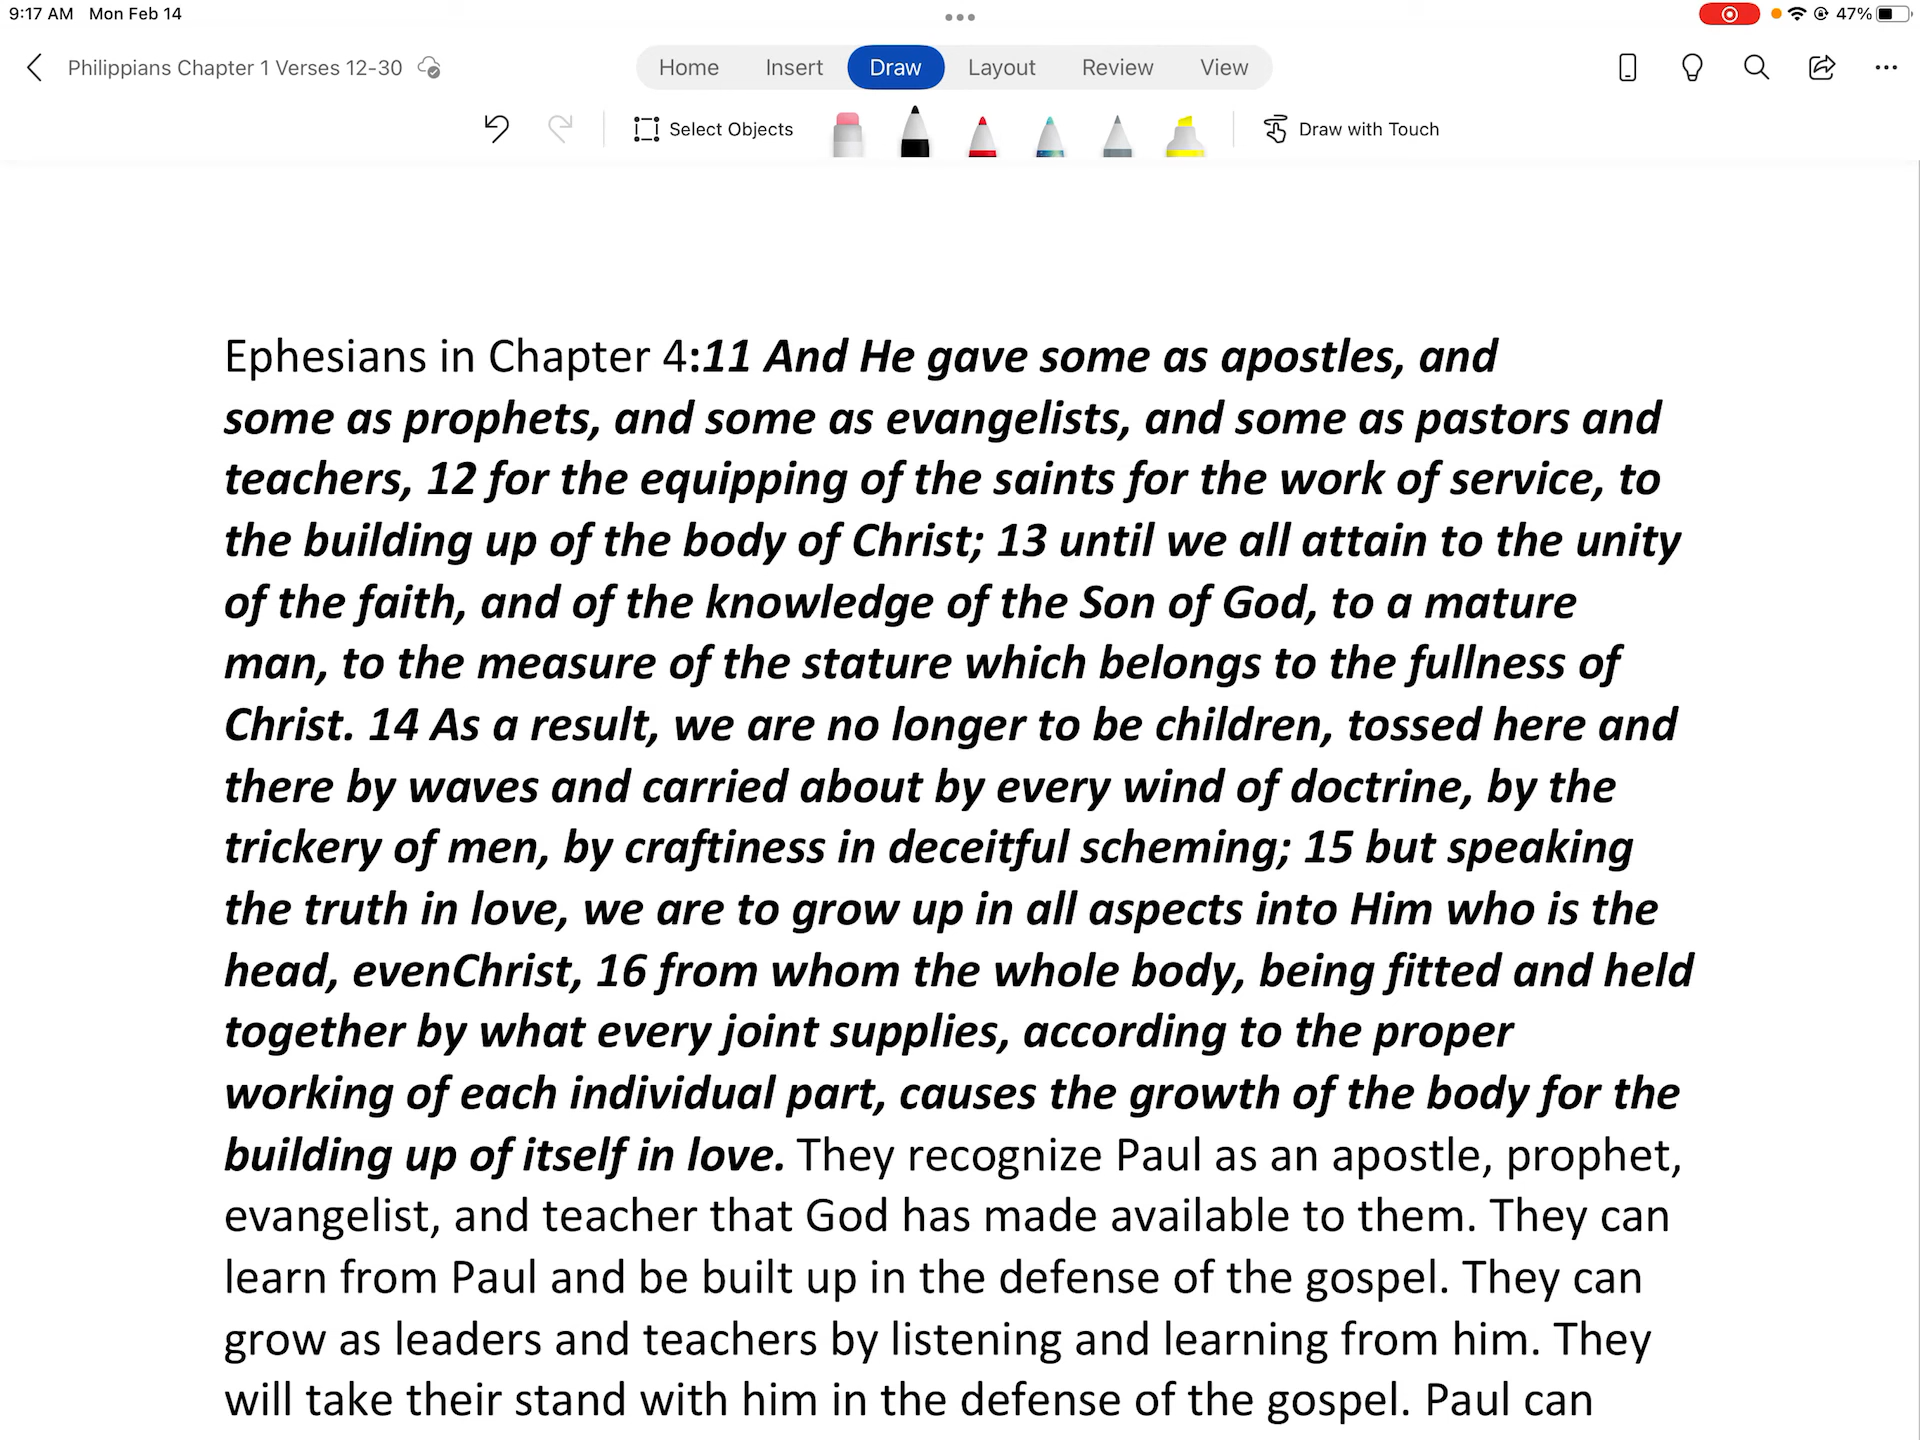 9:17 AM Mon Feb 14
47%
Philippians Chapter 1 Verses 12-30
Home Insert Draw Layout Review View
Select Objects
Draw with Touch
Ephesians in Chapter 4:11 And He gave some as apostles, and
some as prophets, and some as evangelists, and some as pastors and
teachers, 12 for the equipping of the saints for the work of service, to
the building up of the body of Christ; 13 until we all attain to the unity
of the faith, and of the knowledge of the Son of God, to a mature
man, to the measure of the stature which belongs to the fullness of
Christ. 14 As a result, we are no longer to be children, tossed here and
there by waves and carried about by every wind of doctrine, by the
trickery of men, by craftiness in deceitful scheming; 15 but speaking
the truth in love, we are to grow up in all aspects into Him who is the
head, evenChrist, 16 from whom the whole body, being fitted and held
together by what every joint supplies, according to the proper
working of each individual part, causes the growth of the body for the
building up of itself in love. They recognize Paul as an apostle, prophet,
evangelist, and teacher that God has made available to them. They can
learn from Paul and be built up in the defense of the gospel. They can
grow as leaders and teachers by listening and learning from him. They
will take their stand with him in the defense of the gospel. Paul can